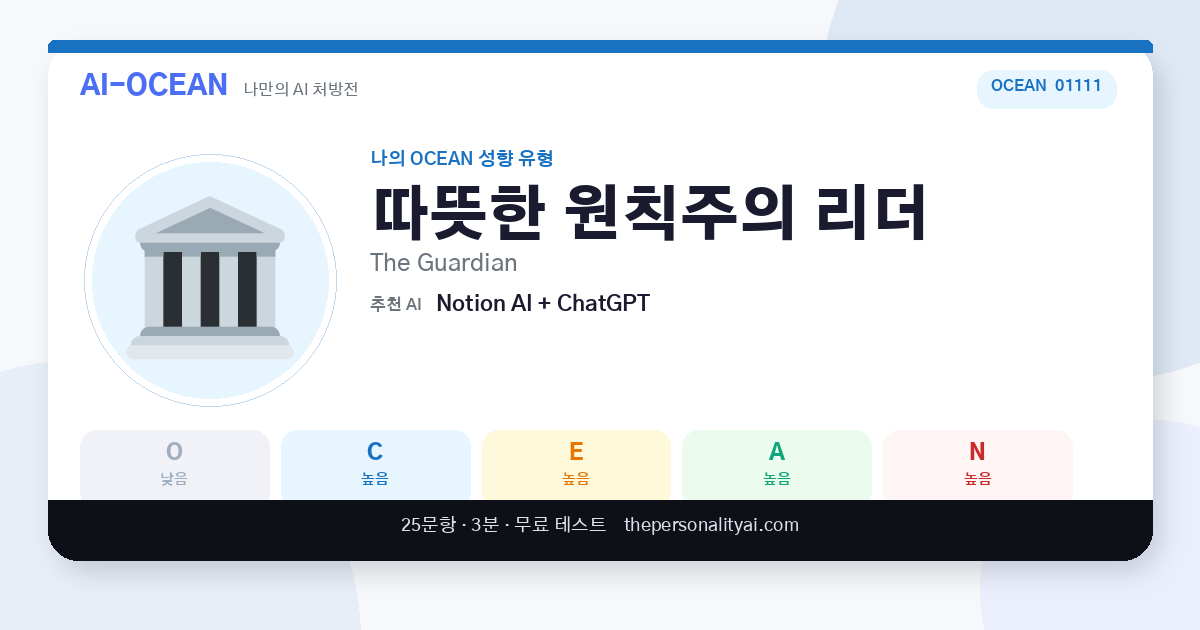 AI-OCEAN 나만의 AI 처방전
OCEAN 01111
나의 OCEAN 성향 유형
따뜻한 원칙주의 리더
The Guardian
추천 AI Notion AI + ChatGPT
O C E A N
낮음 높음 높음 높음 높음
25문항 · 3분 · 무료 테스트 thepersonalityai.com